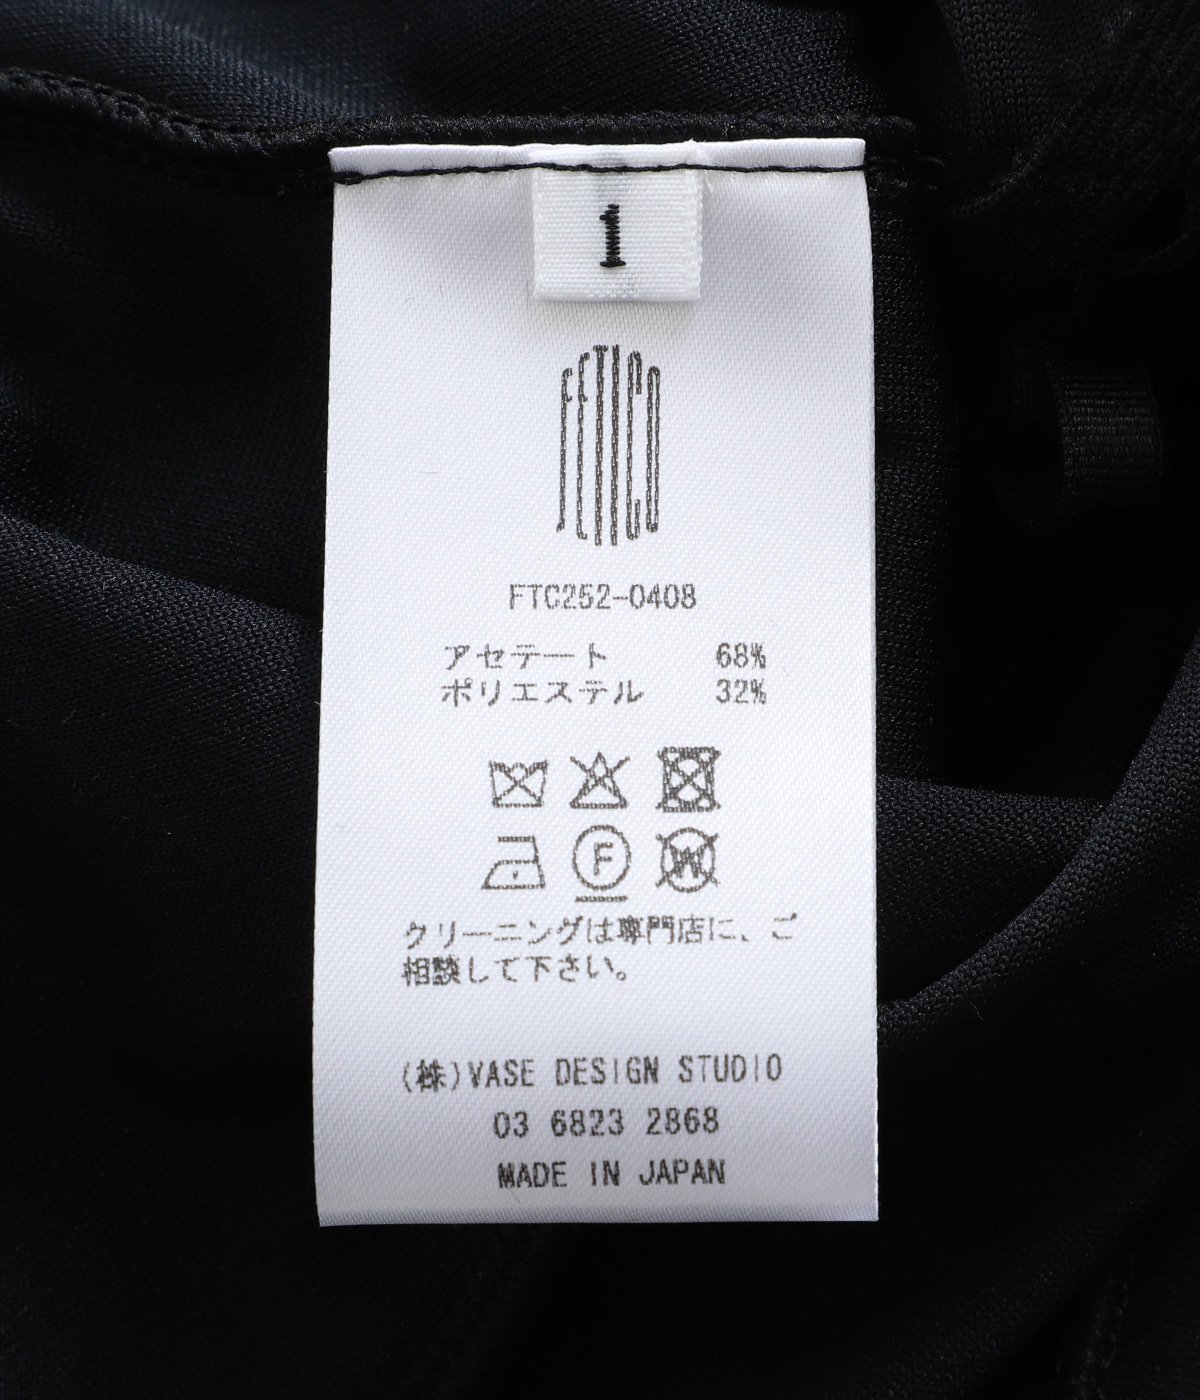 1
FETICO
FTC252-0408
アセテート 68%
ポリエステル 32%
F
W
クリーニングは専門店に、ご
相談して下さい。
(株)VASE DESIGN STUDIO
03 6823 2868
MADE IN JAPAN